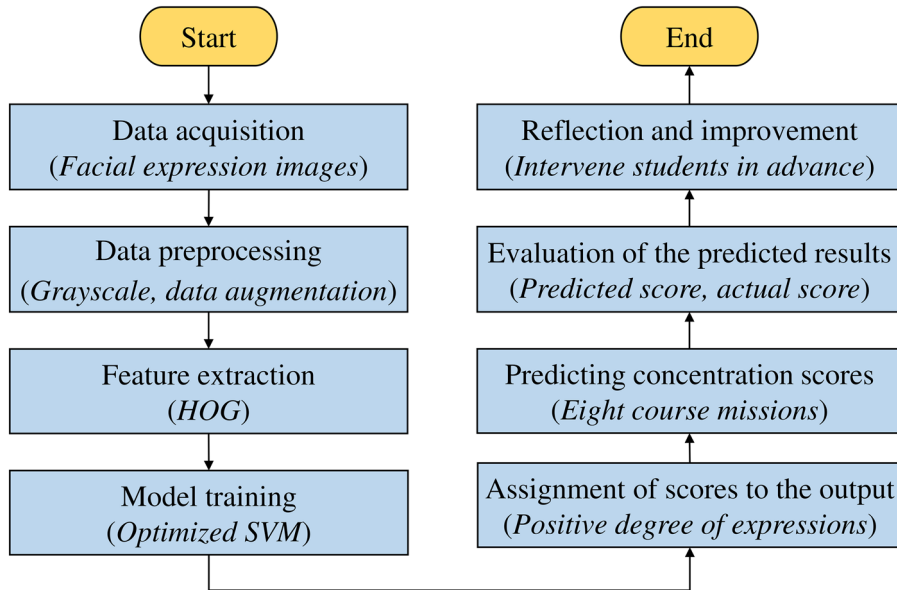 Start
Data acquisition
(Facial expression images)
Data preprocessing
(Grayscale, data augmentation)
Feature extraction
(HOG)
Model training
(Optimized SVM)
End
Reflection and improvement
(Intervene students in advance)
Evaluation of the predicted results
(Predicted score, actual score)
Predicting concentration scores
(Eight course missions)
Assignment of scores to the output
(Positive degree of expressions)